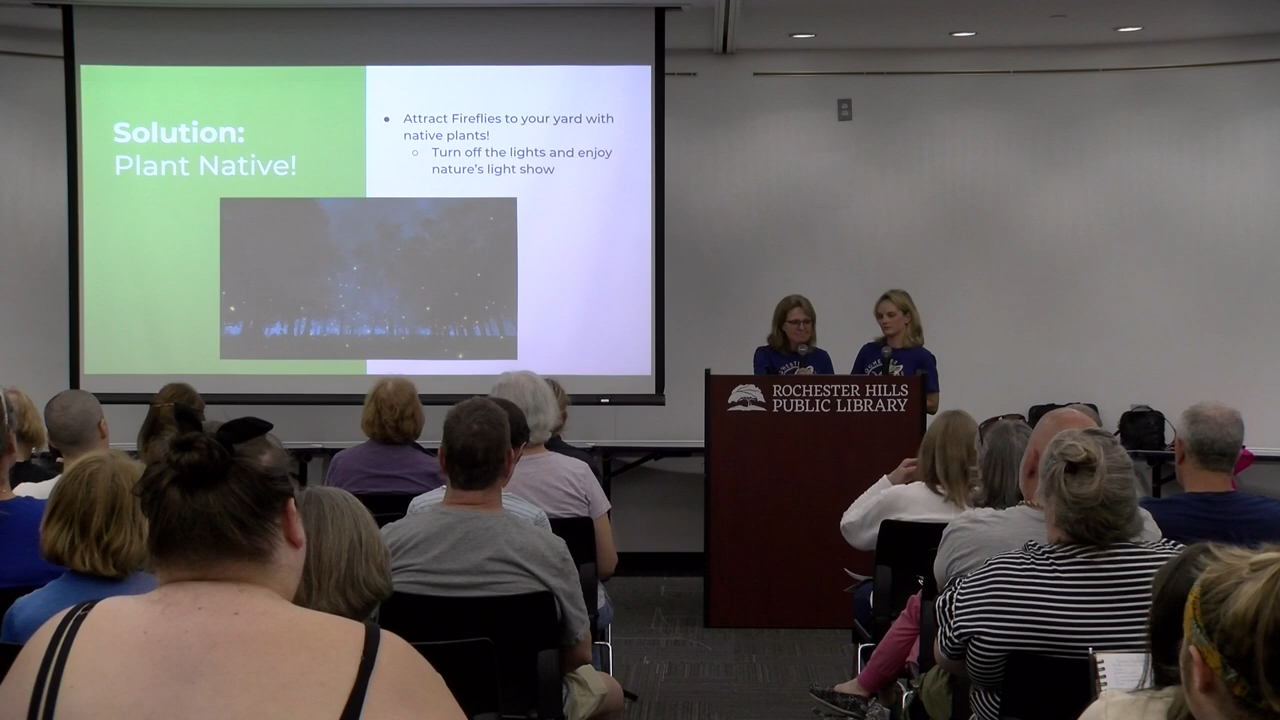 Solution:
Plant Native!
Attract Fireflies to your yard with
native plants!
Turn off the lights and enjoy
nature's light show
ROCHESTER HILLS
PUBLIC LIBRARY